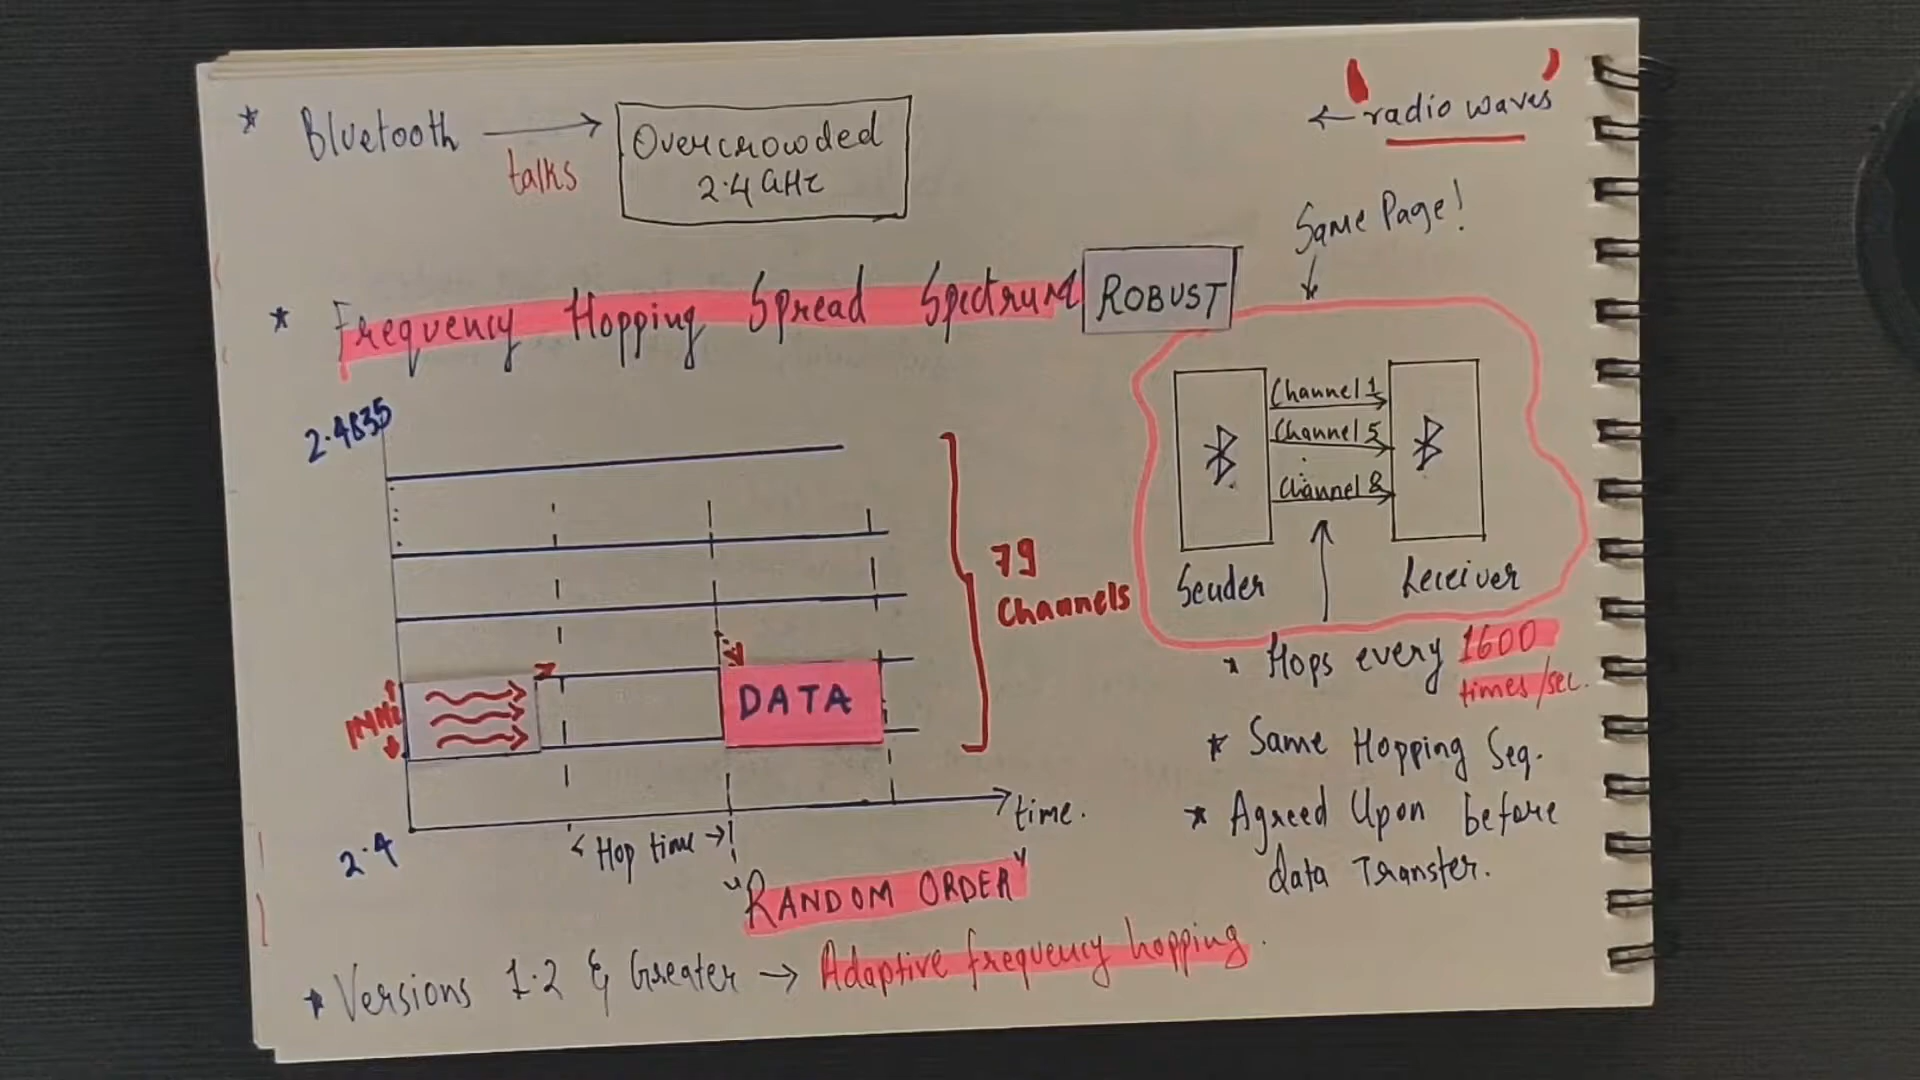 * Bluetooth → talks
Overcrowded
2.4 GHz
← radio waves
Same Page!
* Frequency Hopping Spread Spectrum
ROBUST
Channel 1
Channel 5
Channel 8
Sender
Receiver
2.4835
79
Channels
1MHz
DATA
2.4
time.
< Hop time →
"RANDOM ORDER"
* Hops every 1600
times/sec.
* Same Hopping Seq.
* Agreed Upon before
data Transfer.
* Versions 1.2 & Greater → Adaptive frequency hopping.